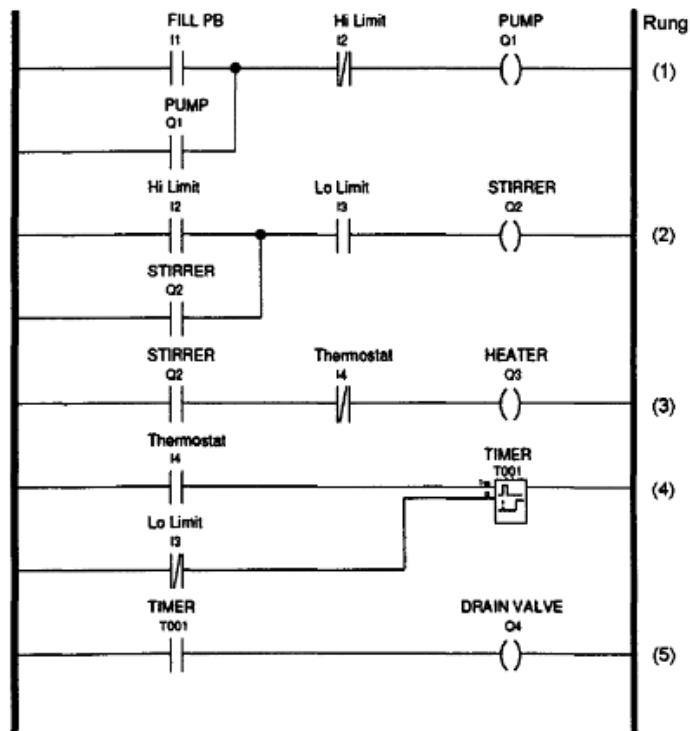 FILL PB Hi Limit PUMP Rung
I1 I2 Q1
(1)
PUMP
Q1
Hi Limit Lo Limit STIRRER
I2 I3 Q2
(2)
STIRRER
Q2
STIRRER Thermostat HEATER
Q2 I4 Q3
(3)
Thermostat TIMER
I4 T001
(4)
Lo Limit
I3
TIMER DRAIN VALVE
T001 Q4
(5)